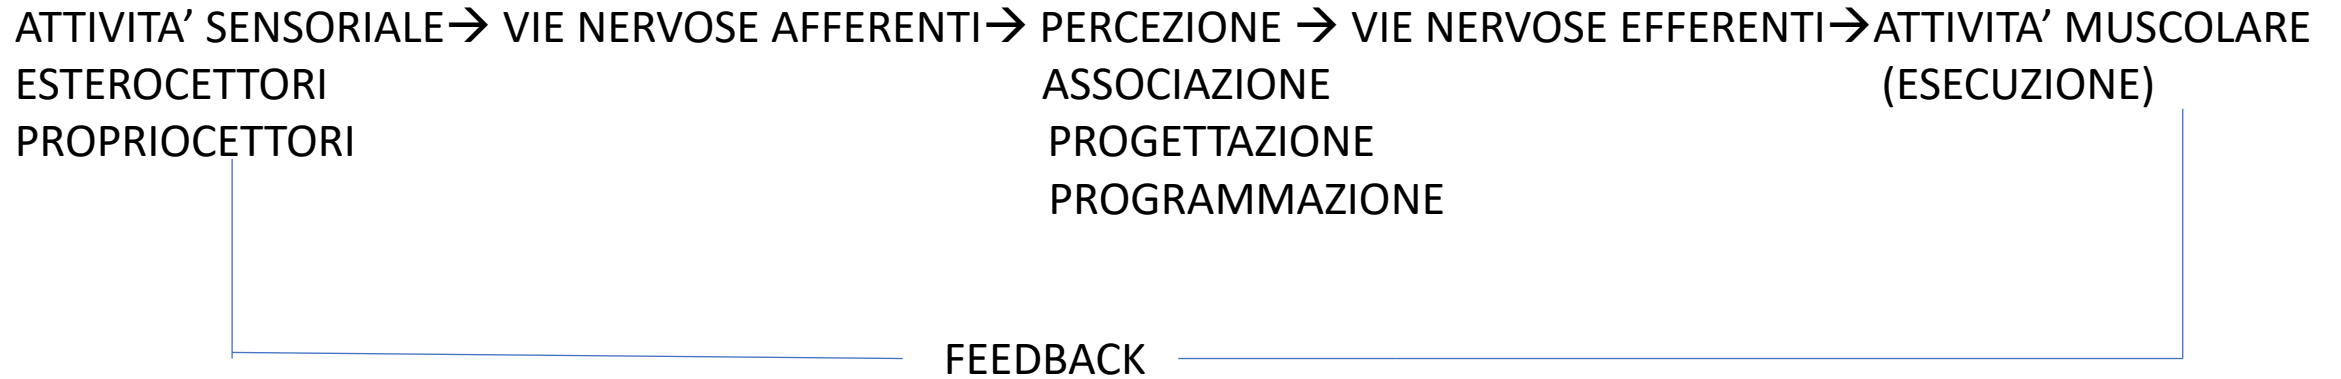 ATTIVITA’ SENSORIALE→ VIE NERVOSE AFFERENTI→ PERCEZIONE → VIE NERVOSE EFFERENTI→ATTIVITA’ MUSCOLARE
ESTEROCETTORI ASSOCIAZIONE (ESECUZIONE)
PROPRIOCETTORI PROGETTAZIONE
PROGRAMMAZIONE
FEEDBACK